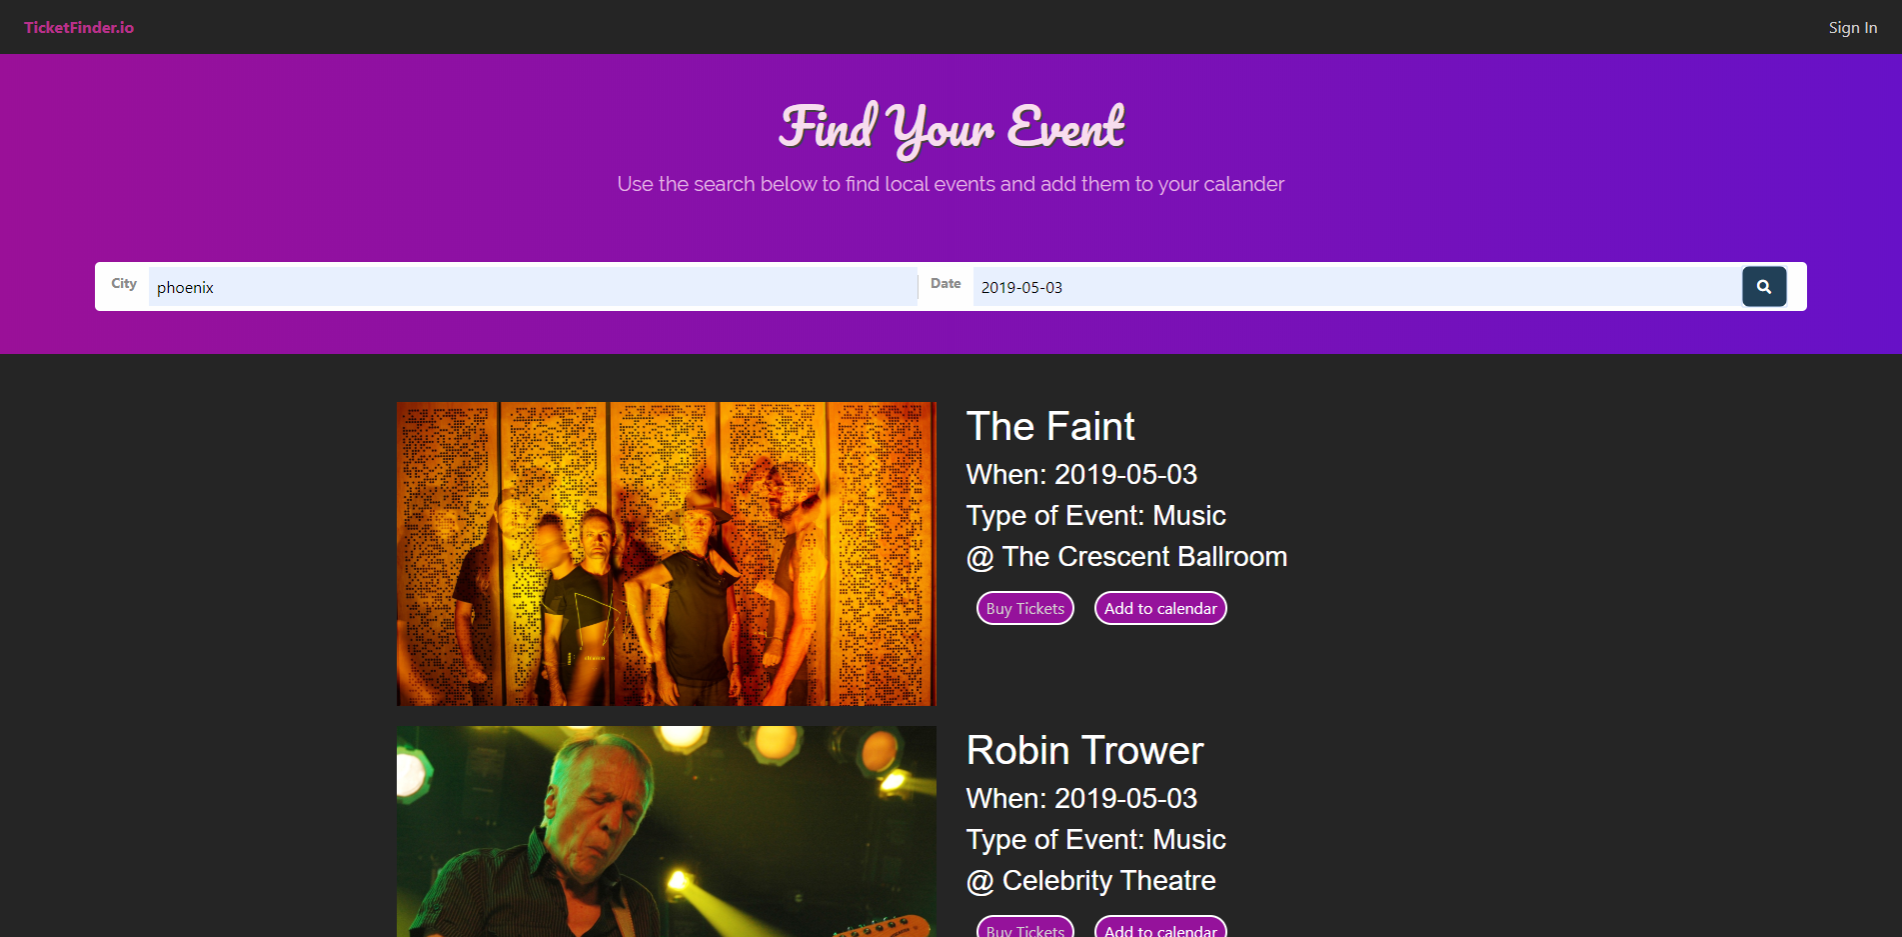 TicketFinder.io
Sign In
Find Your Event
Use the search below to find local events and add them to your calander
City
phoenix
Date
2019-05-03
The Faint
When: 2019-05-03
Type of Event: Music
@ The Crescent Ballroom
Buy Tickets
Add to calendar
Robin Trower
When: 2019-05-03
Type of Event: Music
@ Celebrity Theatre
Buy Tickets
Add to calendar